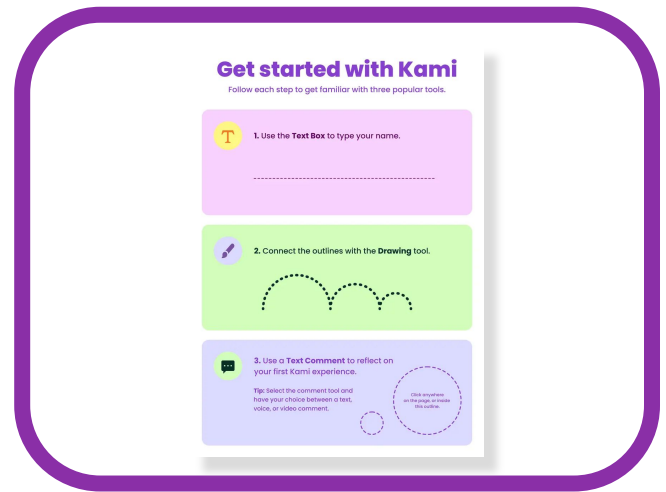 Get started with Kami
Follow each step to get familiar with three popular tools.
T
1. Use the Text Box to type your name.
2. Connect the outlines with the Drawing tool.
3. Use a Text Comment to reflect on
your first Kami experience.
Tip: Select the comment tool and
have your choice between a text,
voice, or video comment.
Click anywhere
on the page, or inside
this outline.